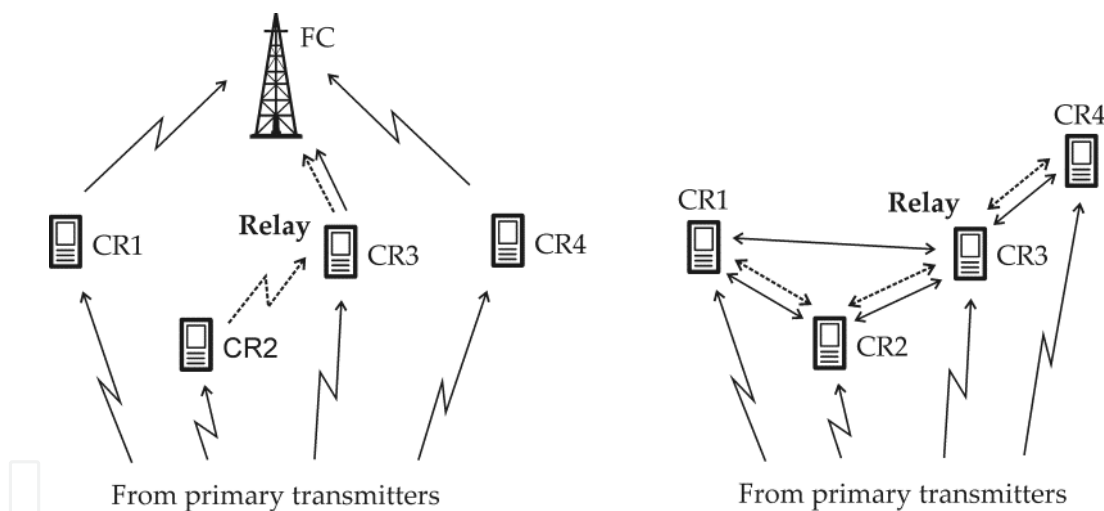 FC
Relay
CR1
CR3
CR4
CR2
From primary transmitters
CR4
CR1
Relay
CR3
CR2
From primary transmitters